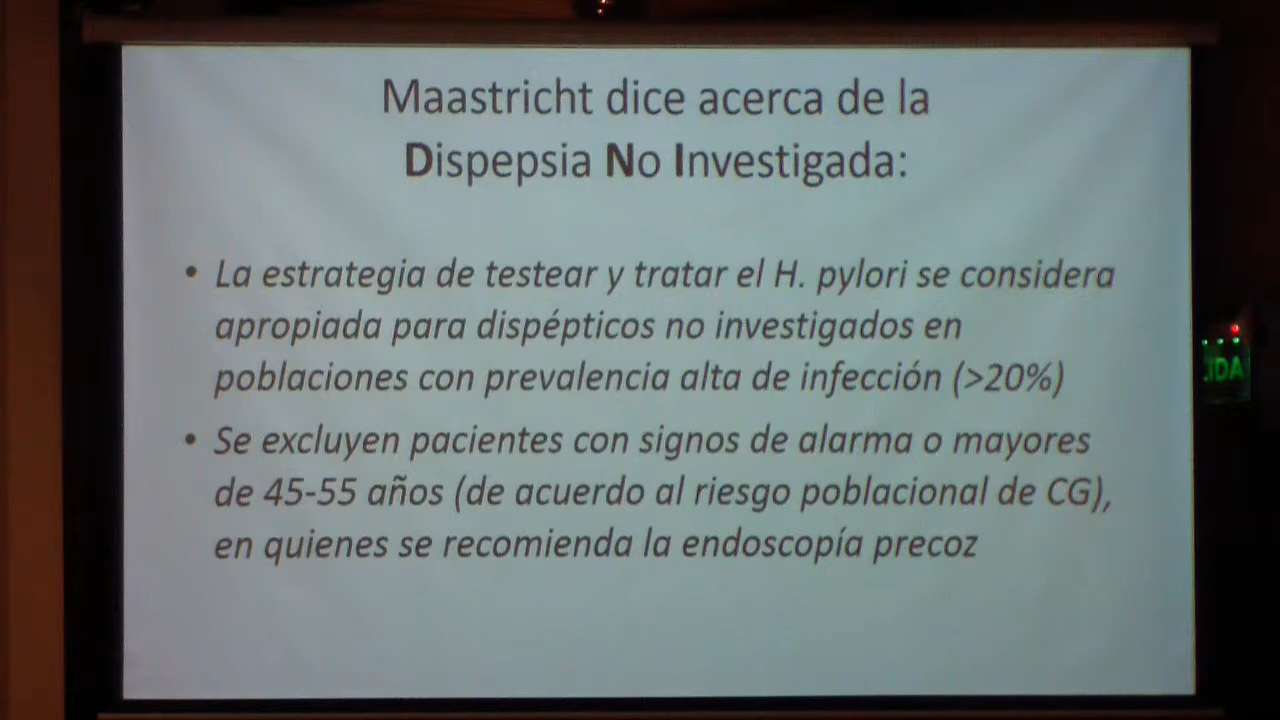 Maastricht dice acerca de la
Dispepsia No Investigada:
• La estrategia de testear y tratar el H. pylori se considera
apropiada para dispépticos no investigados en
poblaciones con prevalencia alta de infección (>20%)
• Se excluyen pacientes con signos de alarma o mayores
de 45-55 años (de acuerdo al riesgo poblacional de CG),
en quienes se recomienda la endoscopía precoz
IDA